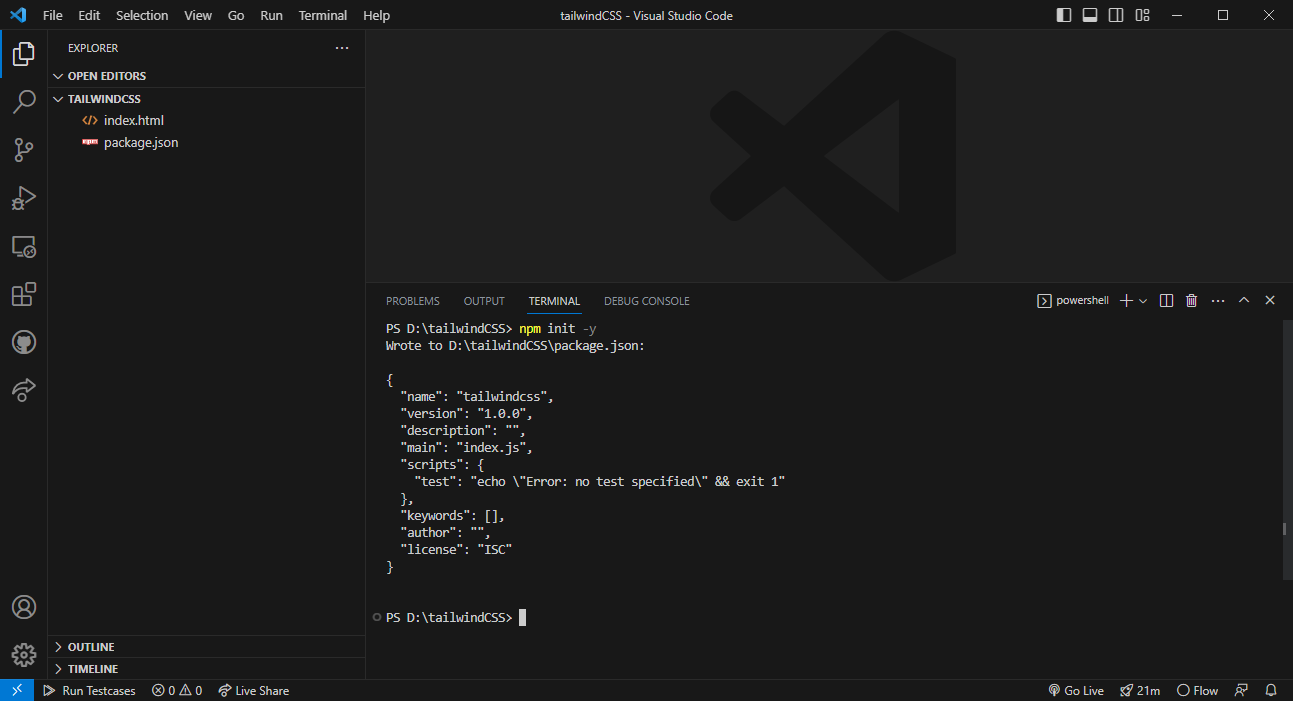 File Edit Selection View Go Run Terminal Help
tailwindCSS - Visual Studio Code
EXPLORER
OPEN EDITORS
TAILWINDCSS
index.html
package.json
OUTLINE
TIMELINE
PROBLEMS OUTPUT TERMINAL DEBUG CONSOLE
powershell
PS D:\tailwindCSS> npm init -y
Wrote to D:\tailwindCSS\package.json:
{
"name": "tailwindcss",
"version": "1.0.0",
"description": "",
"main": "index.js",
"scripts": {
"test": "echo \"Error: no test specified\" && exit 1"
},
"keywords": [],
"author": "",
"license": "ISC"
}
PS D:\tailwindCSS>
Run Testcases 0 0 Live Share
Go Live 21m Flow